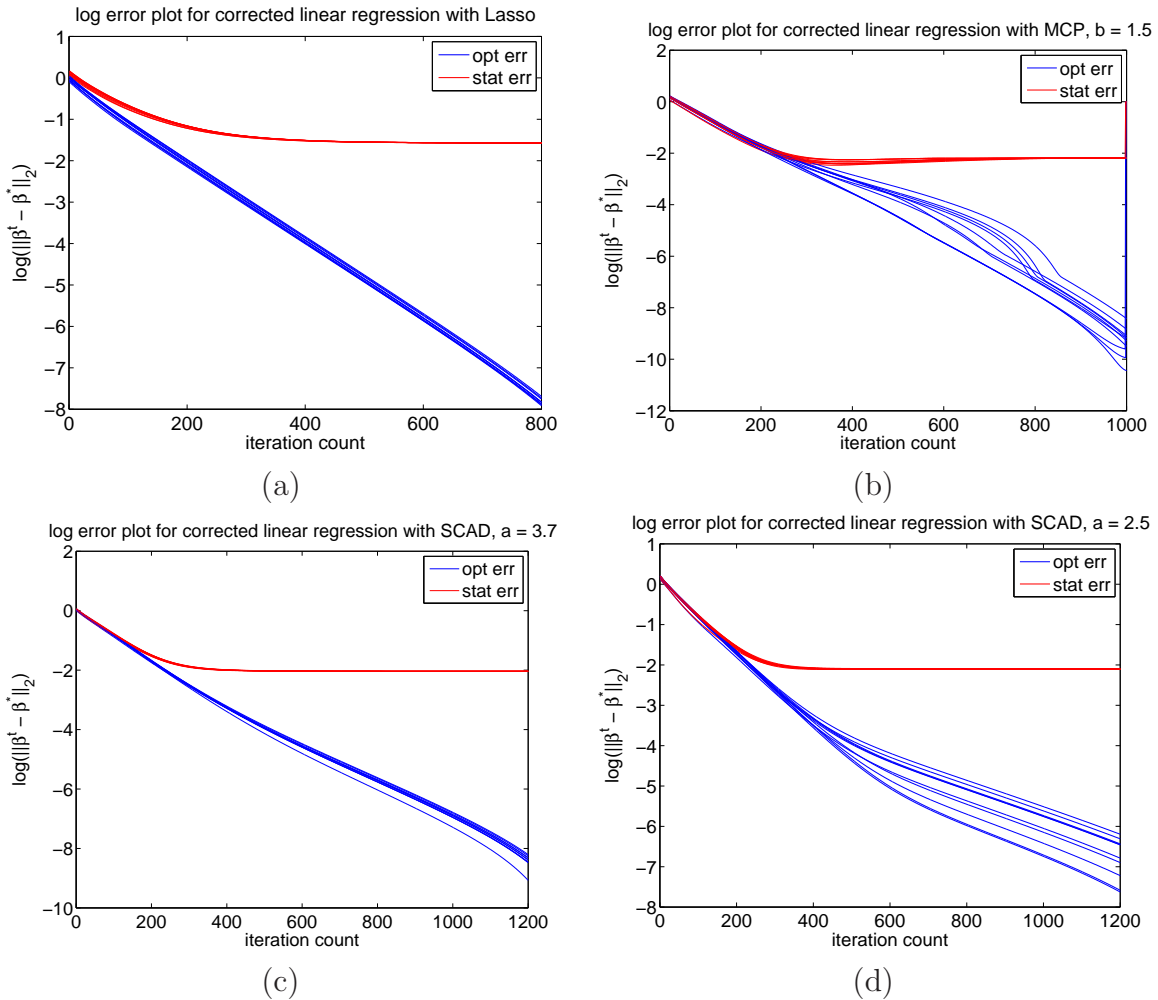 log error plot for corrected linear regression with Lasso
1
0
−1
−2
−3
−4
−5
−6
−7
−8
0
200
400
600
800
log(||β^t − β^*||_2)
iteration count
opt err
stat err
(a)
log error plot for corrected linear regression with MCP, b = 1.5
2
0
−2
−4
−6
−8
−10
−12
0
200
400
600
800
1000
log(||β^t − β^*||_2)
iteration count
opt err
stat err
(b)
log error plot for corrected linear regression with SCAD, a = 3.7
2
0
−2
−4
−6
−8
−10
0
200
400
600
800
1000
1200
log(||β^t − β^*||_2)
iteration count
opt err
stat err
(c)
log error plot for corrected linear regression with SCAD, a = 2.5
1
0
−1
−2
−3
−4
−5
−6
−7
−8
0
200
400
600
800
1000
1200
log(||β^t − β^*||_2)
iteration count
opt err
stat err
(d)